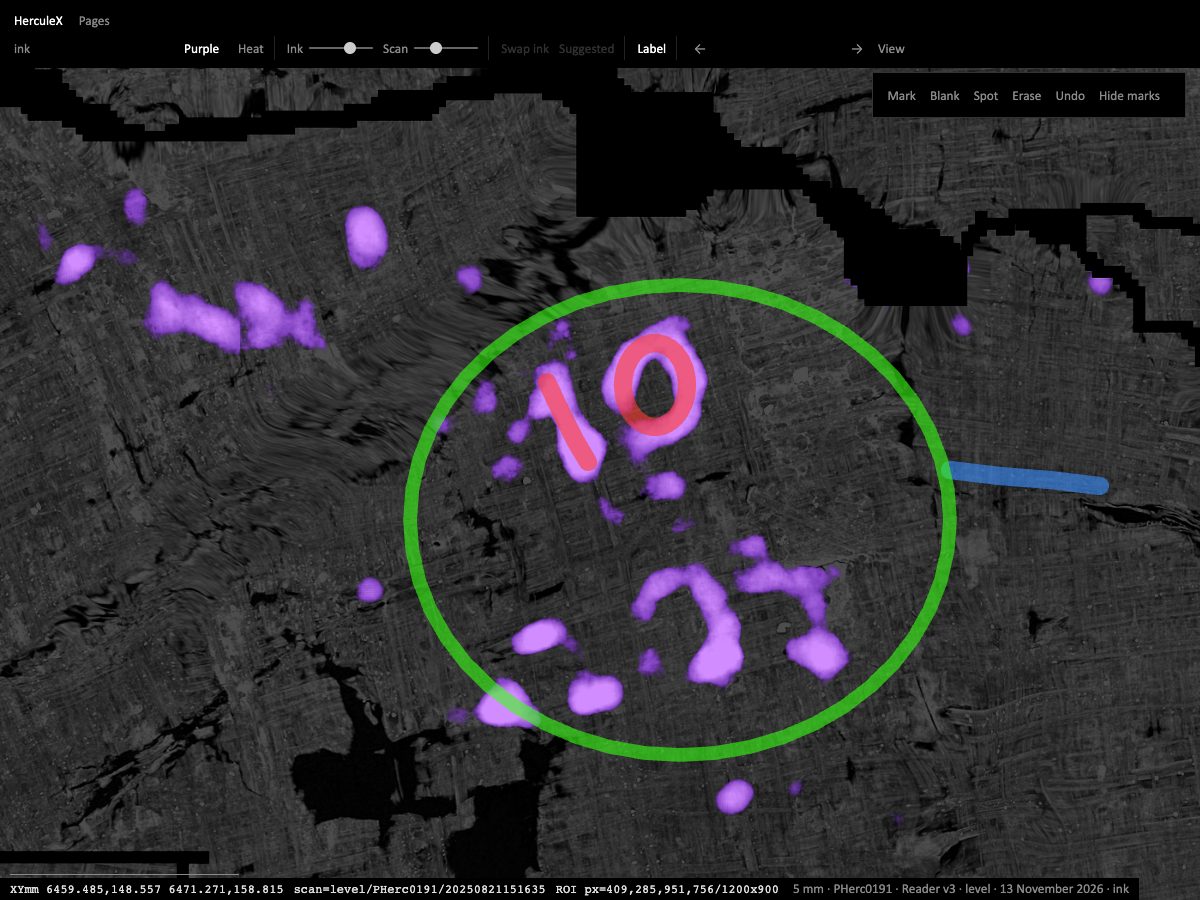 HerculeX Pages
ink Purple Heat Ink Scan Swap Ink Suggested Label ← → View
Mark Blank Spot Erase Undo Hide marks
XYmm 6459.485,148.557 6471.271,158.815 scan=level/PHerc0191/20250821151635 ROI px=409,285,951,756/1200x900 5 mm · PHerc0191 · Reader v3 · level · 13 November 2026 · ink